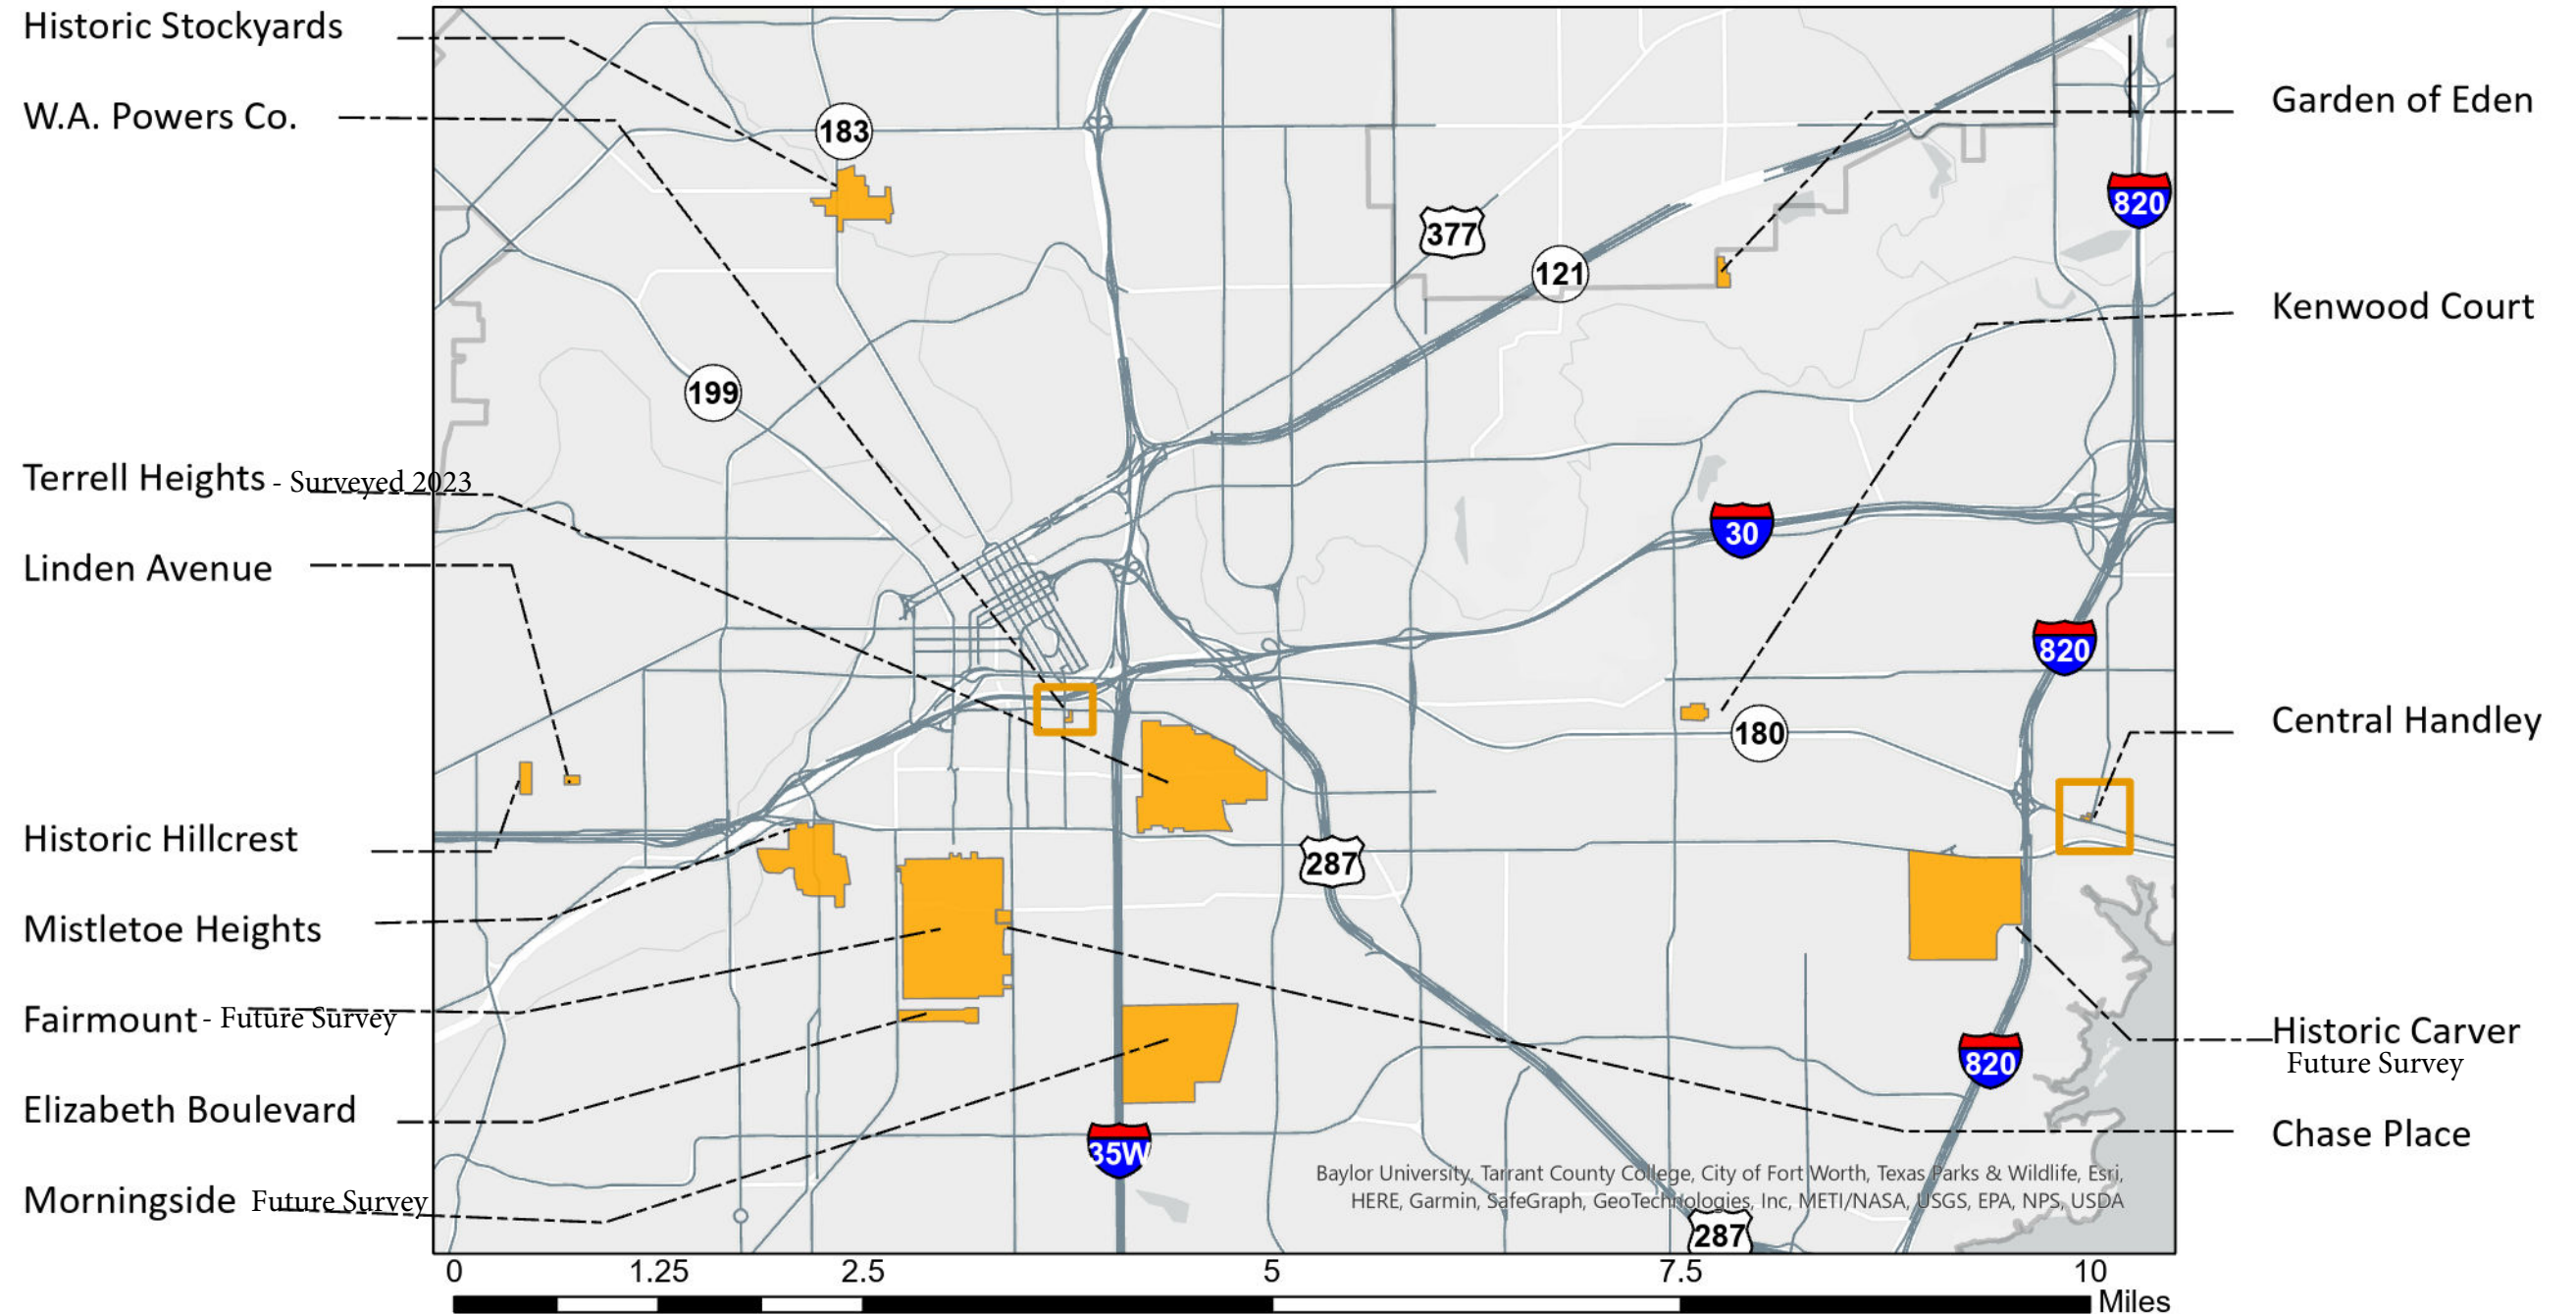 Historic Stockyards
W.A. Powers Co.
Terrell Heights - Surveyed 2023
Linden Avenue
Historic Hillcrest
Mistletoe Heights
Fairmount - Future Survey
Elizabeth Boulevard
Morningside Future Survey
183
377
121
820
199
30
820
180
287
820
35W
287
Garden of Eden
Kenwood Court
Central Handley
Historic Carver
Future Survey
Chase Place
Baylor University, Tarrant County College, City of Fort Worth, Texas Parks & Wildlife, Esri,
HERE, Garmin, SafeGraph, GeoTechnologies, Inc, METI/NASA, USGS, EPA, NPS, USDA
0 1.25 2.5 5 7.5 10
Miles